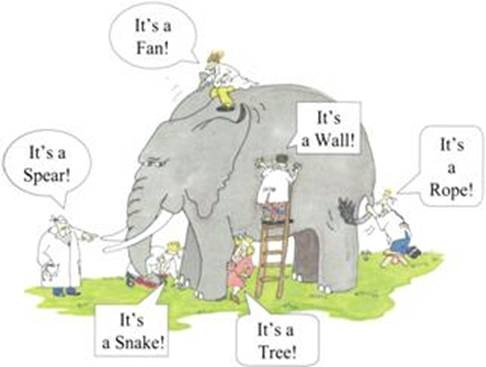 It's a
Fan!
It's
a Wall!
It's a
Spear!
It's
a
Rope!
It's
a Snake!
It's a
Tree!